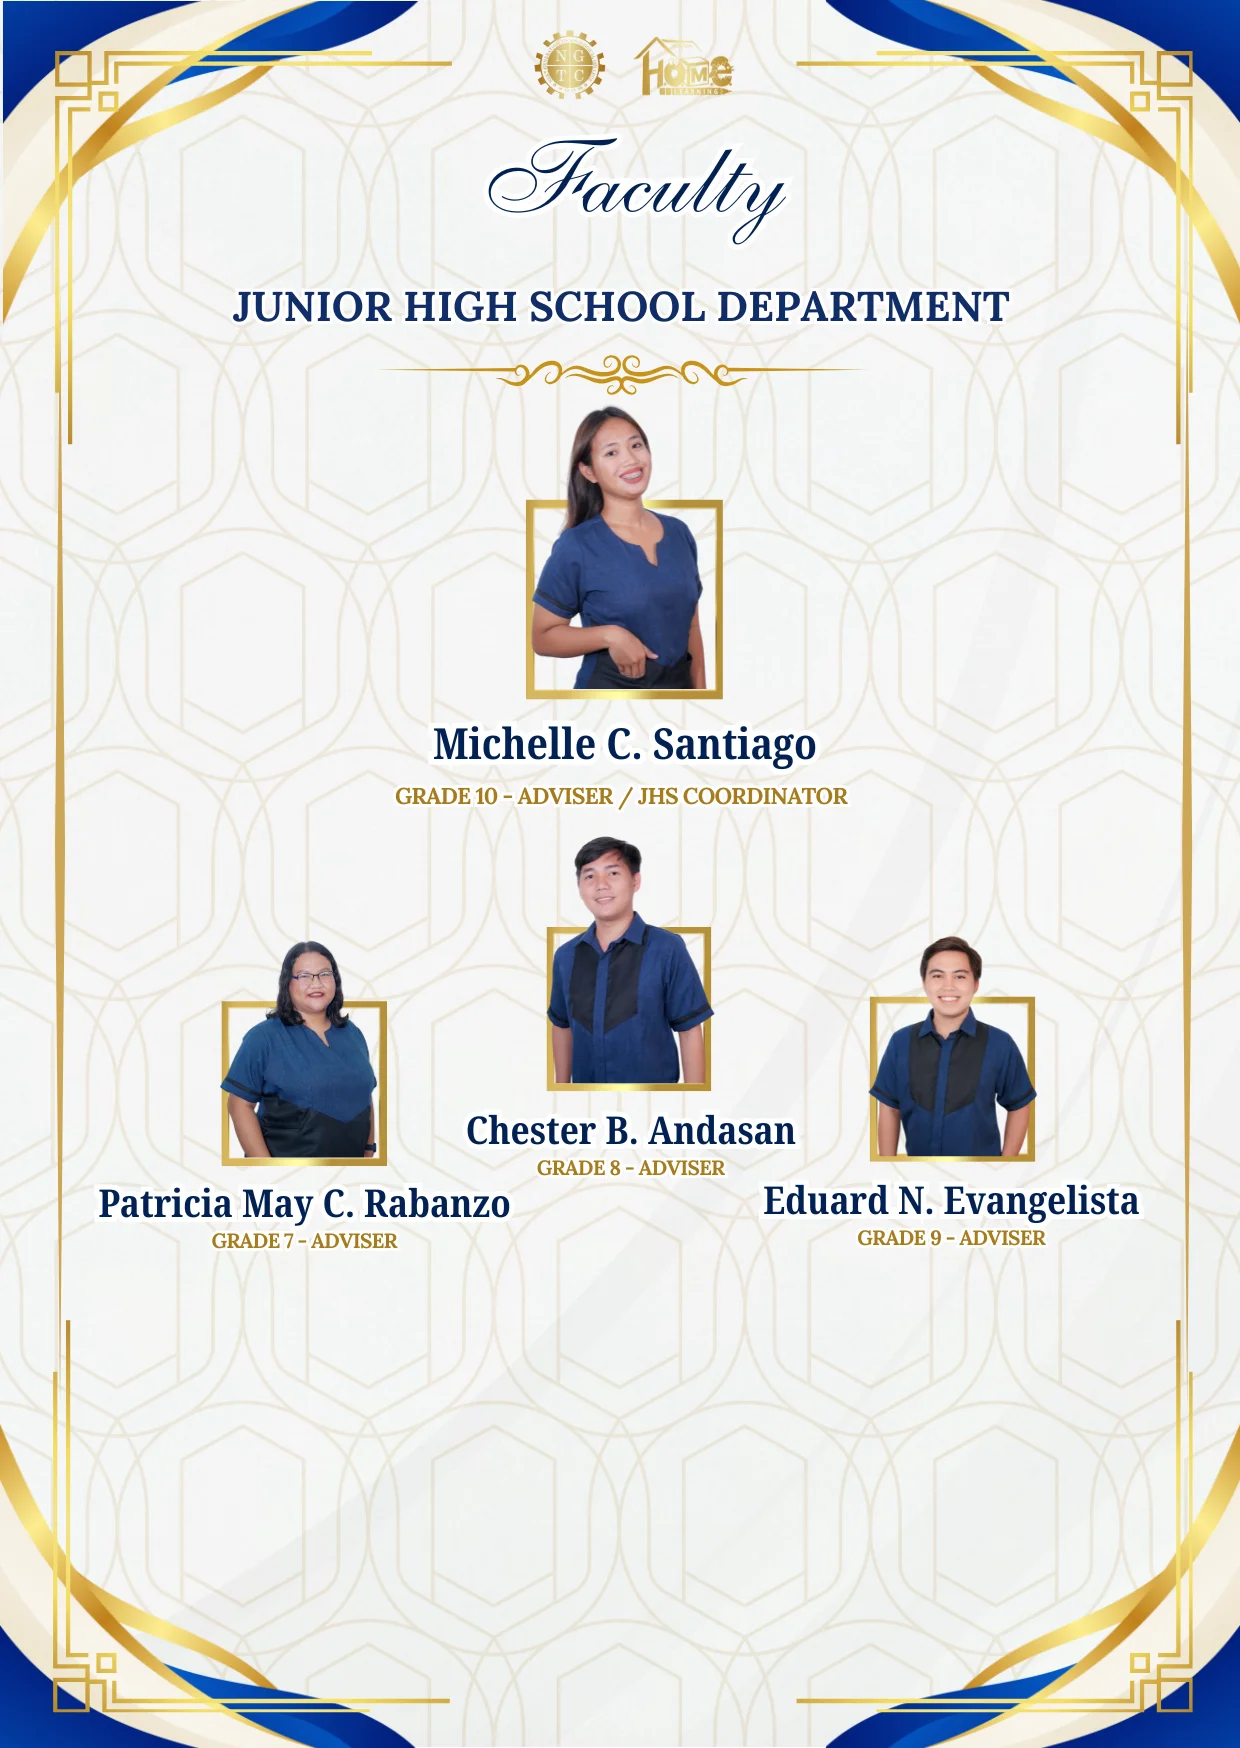 N G
T C
HOME
LEARNING
Faculty
JUNIOR HIGH SCHOOL DEPARTMENT
Michelle C. Santiago
GRADE 10 - ADVISER / JHS COORDINATOR
Chester B. Andasan
GRADE 8 - ADVISER
Patricia May C. Rabanzo
GRADE 7 - ADVISER
Eduard N. Evangelista
GRADE 9 - ADVISER